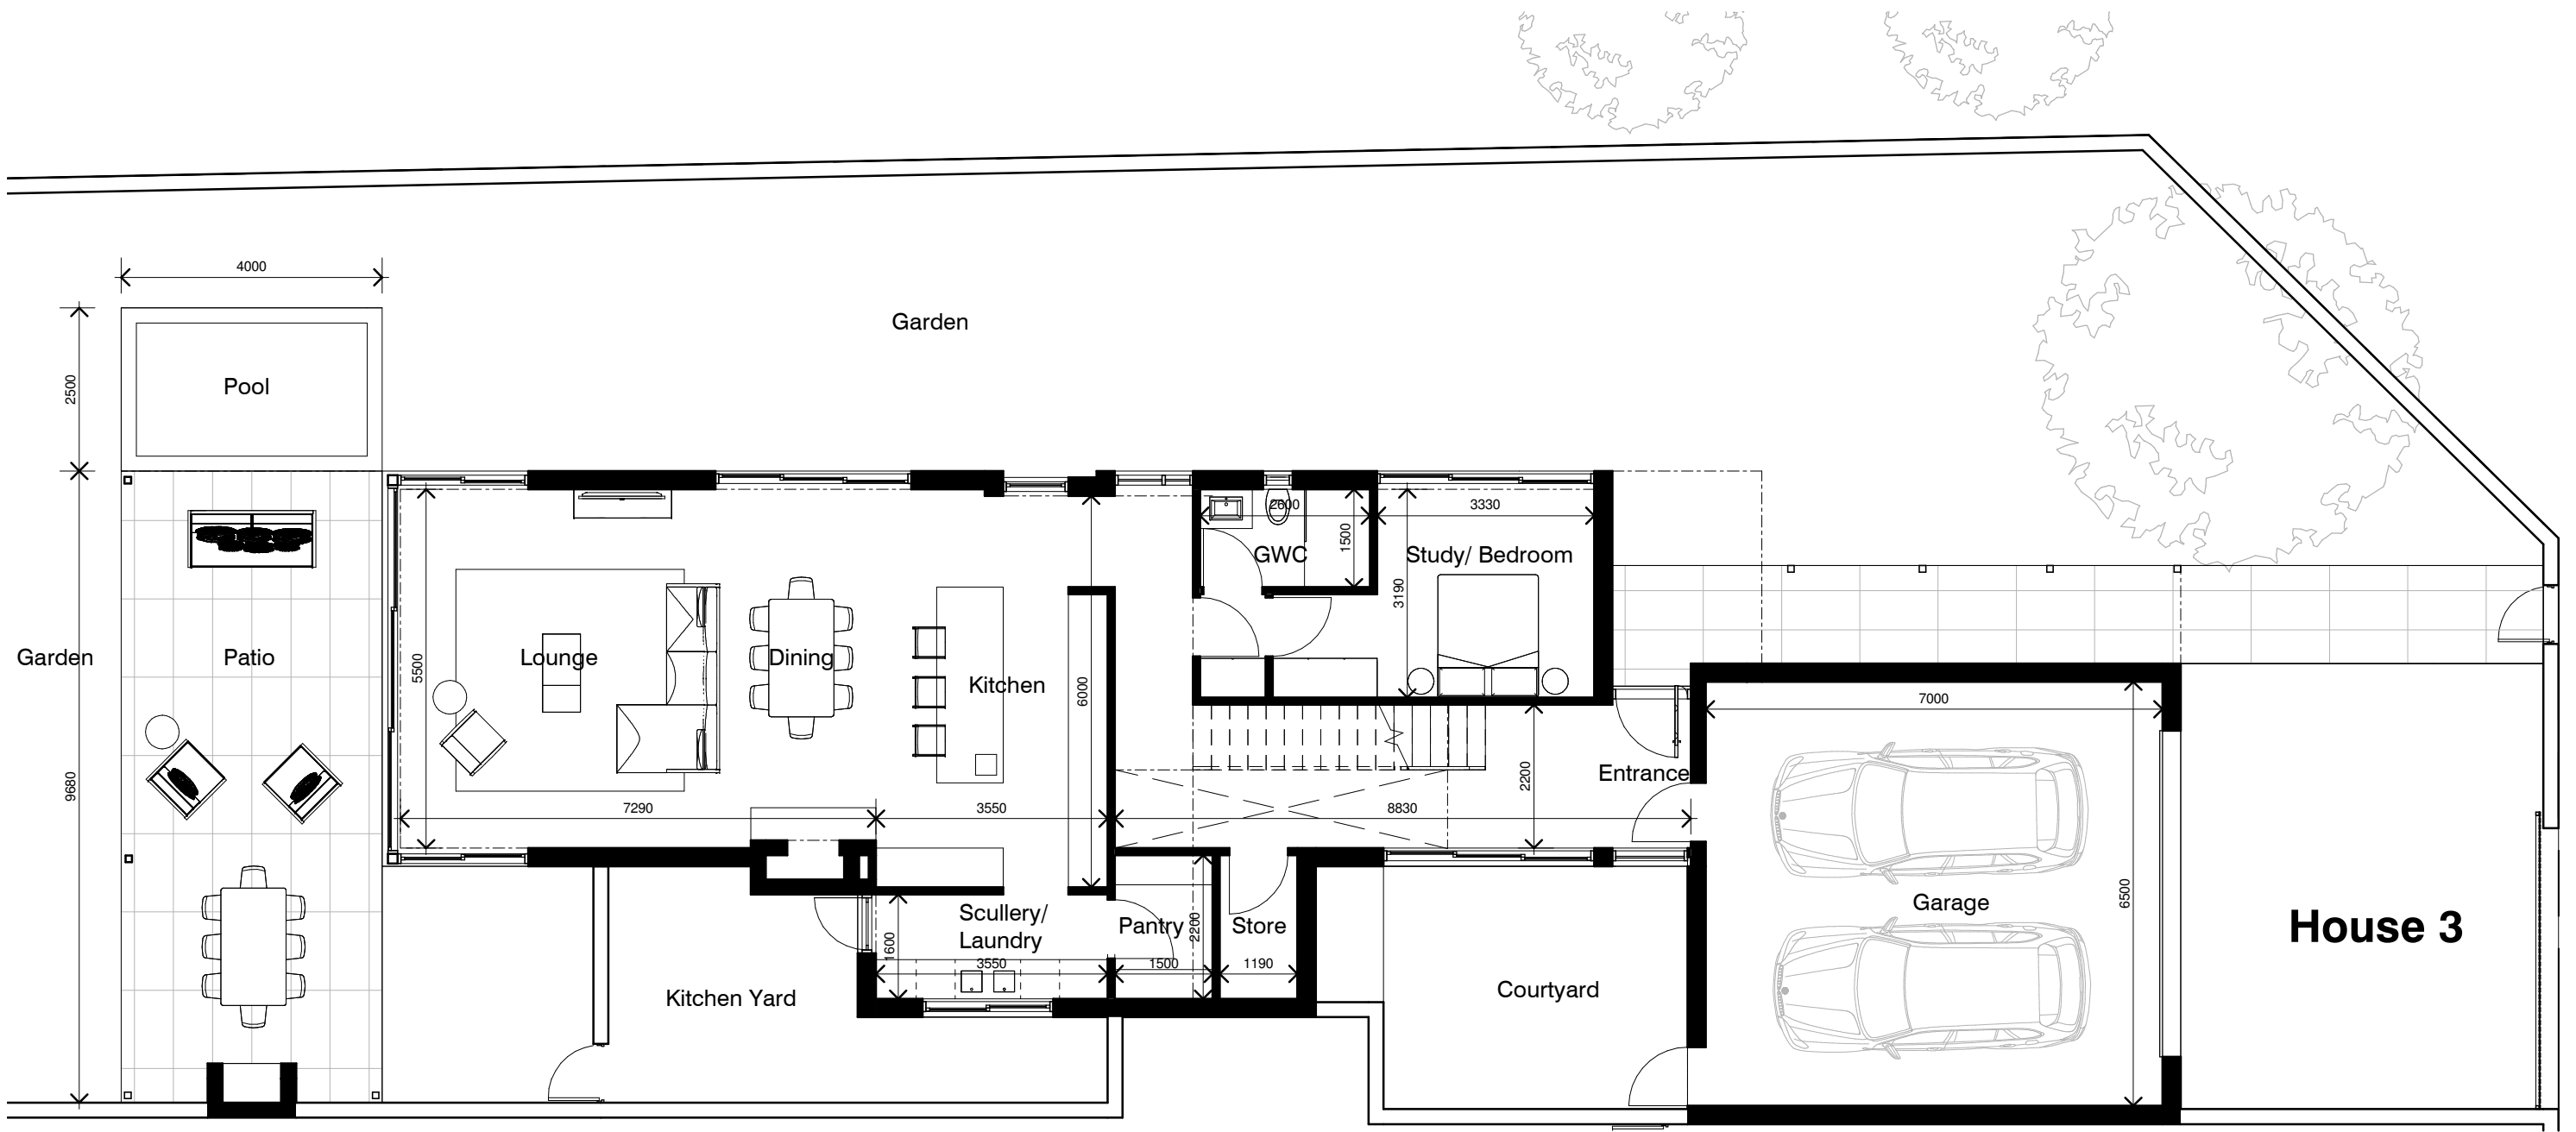 4000
Garden
2500
Pool
2600
3330
1500
GWC
Study/ Bedroom
3190
Garden
Patio
5500
Lounge
Dining
Kitchen
6000
7000
Entrance
2200
9680
7290
3550
8830
6500
Garage
Scullery/
Laundry
Pantry
2200
Store
House 3
1600
3550
1500
1190
Kitchen Yard
Courtyard